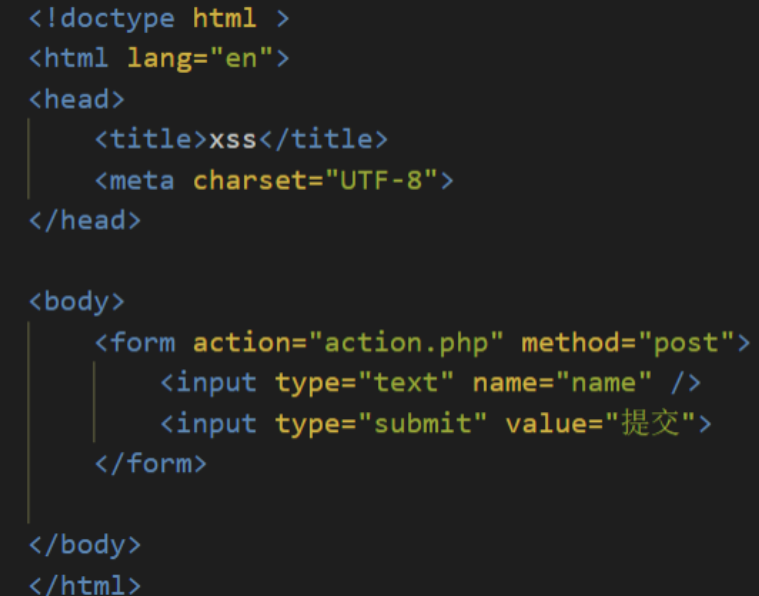 <!doctype html >
<html lang="en">
<head>
    <title>xss</title>
    <meta charset="UTF-8">
</head>
<body>
    <form action="action.php" method="post">
        <input type="text" name="name" />
        <input type="submit" value="提交">
    </form>
</body>
</html>